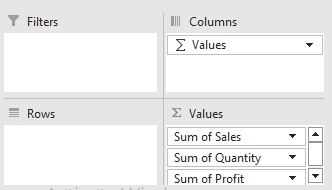 Filters
Columns
Σ Values
Rows
Σ Values
Sum of Sales
Sum of Quantity
Sum of Profit